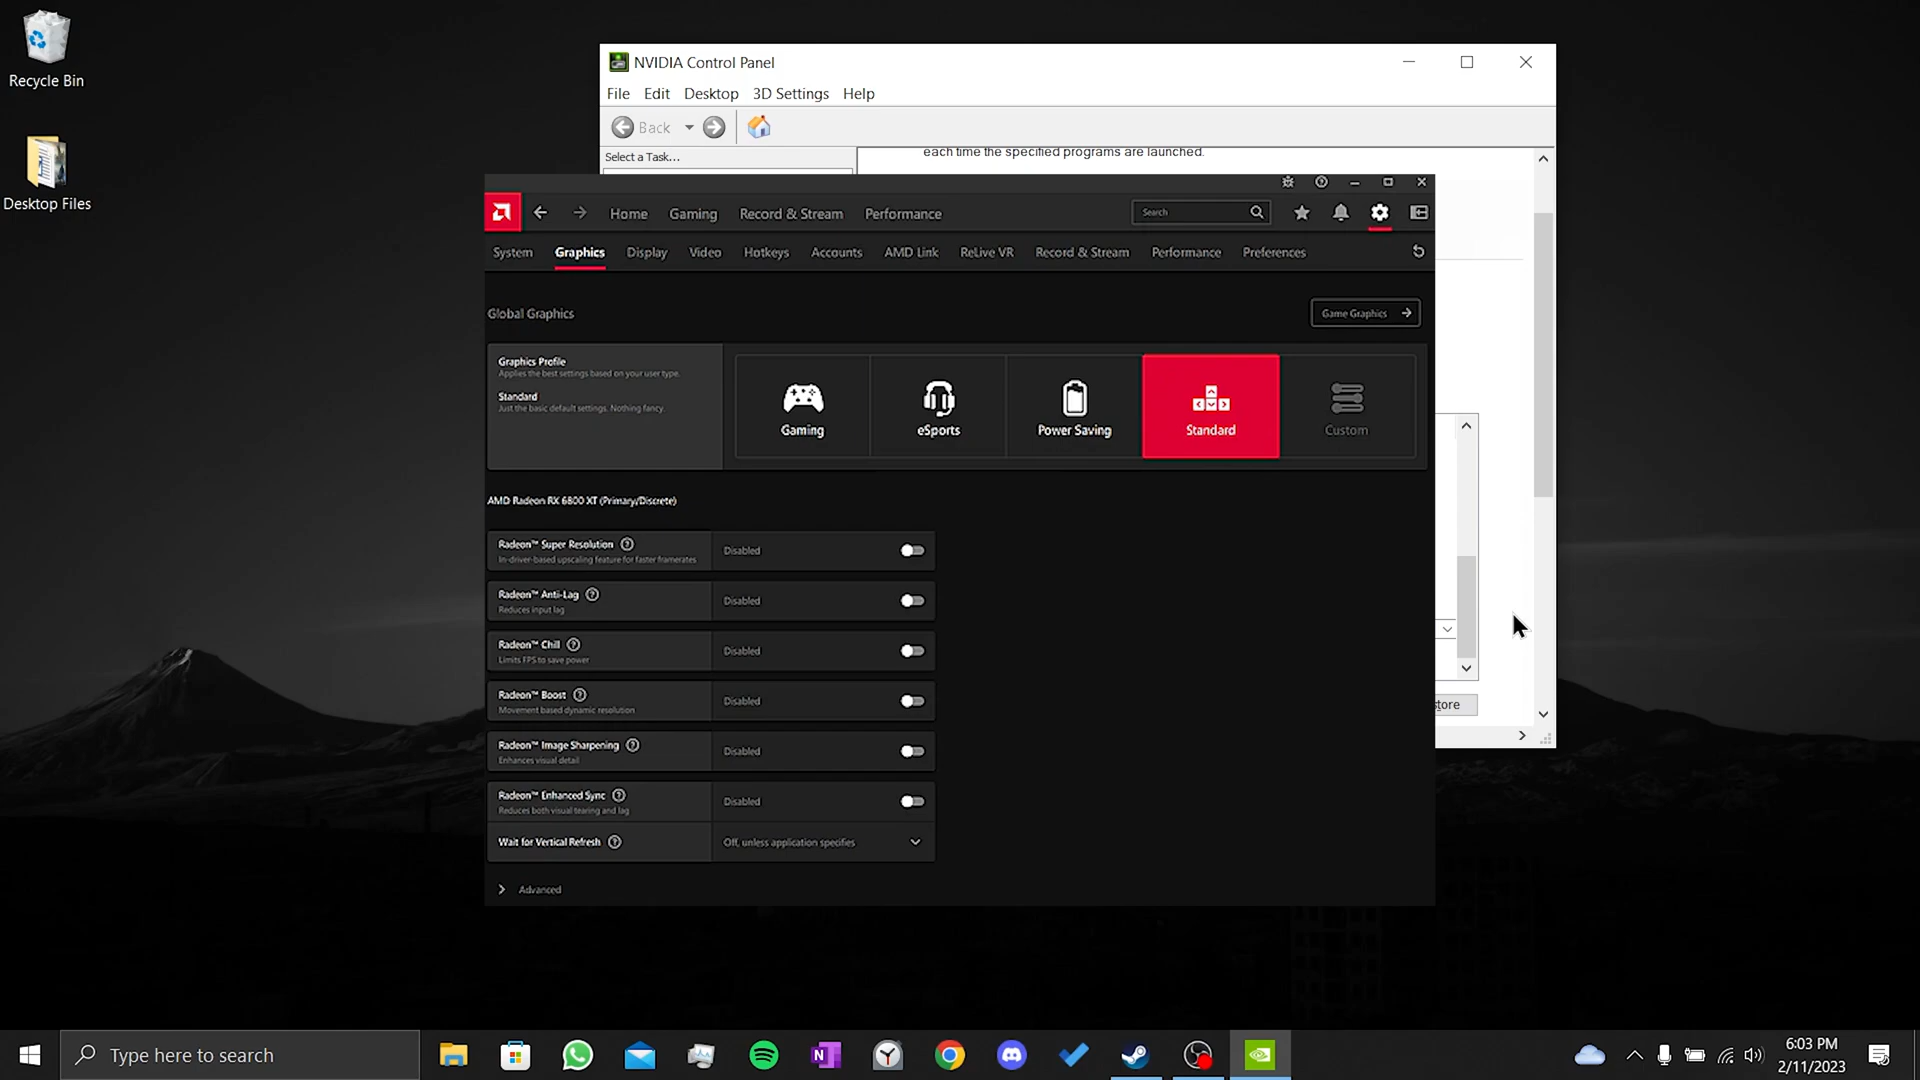 Recycle Bin
Desktop Files
NVIDIA Control Panel
File Edit Desktop 3D Settings Help
Back
Select a Task...
each time the specified programs are launched.
Home Gaming Record & Stream Performance
Search
System Graphics Display Video Hotkeys Accounts AMD Link ReLive VR Record & Stream Performance Preferences
Global Graphics
Game Graphics
Graphics Profile
Applies the best settings based on your user type.
Standard
Just the basic default settings. Nothing fancy.
Gaming
eSports
Power Saving
Standard
Custom
AMD Radeon RX 6800 XT (Primary/Discrete)
Radeon™ Super Resolution
In-driver-based upscaling feature for faster framerates
Disabled
Radeon™ Anti-Lag
Reduces input lag
Disabled
Radeon™ Chill
Limits FPS to save power
Disabled
Radeon™ Boost
Movement based dynamic resolution
Disabled
Radeon™ Image Sharpening
Enhances visual detail
Disabled
Radeon™ Enhanced Sync
Reduces both visual tearing and lag
Disabled
Wait for Vertical Refresh
Off, unless application specifies
Advanced
store
Type here to search
6:03 PM
2/11/2023